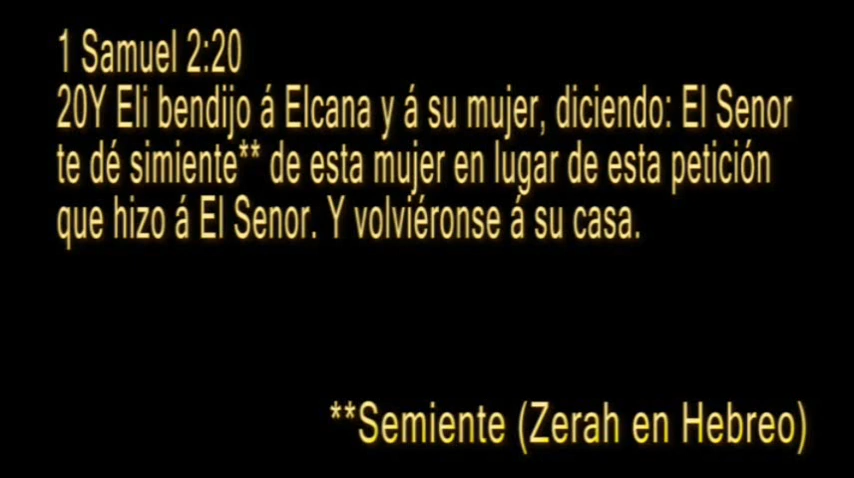 1 Samuel 2:20
20Y Eli bendijo á Elcana y á su mujer, diciendo: El Senor
te dé simiente** de esta mujer en lugar de esta petición
que hizo á El Senor. Y volviéronse á su casa.
**Semiente (Zerah en Hebreo)